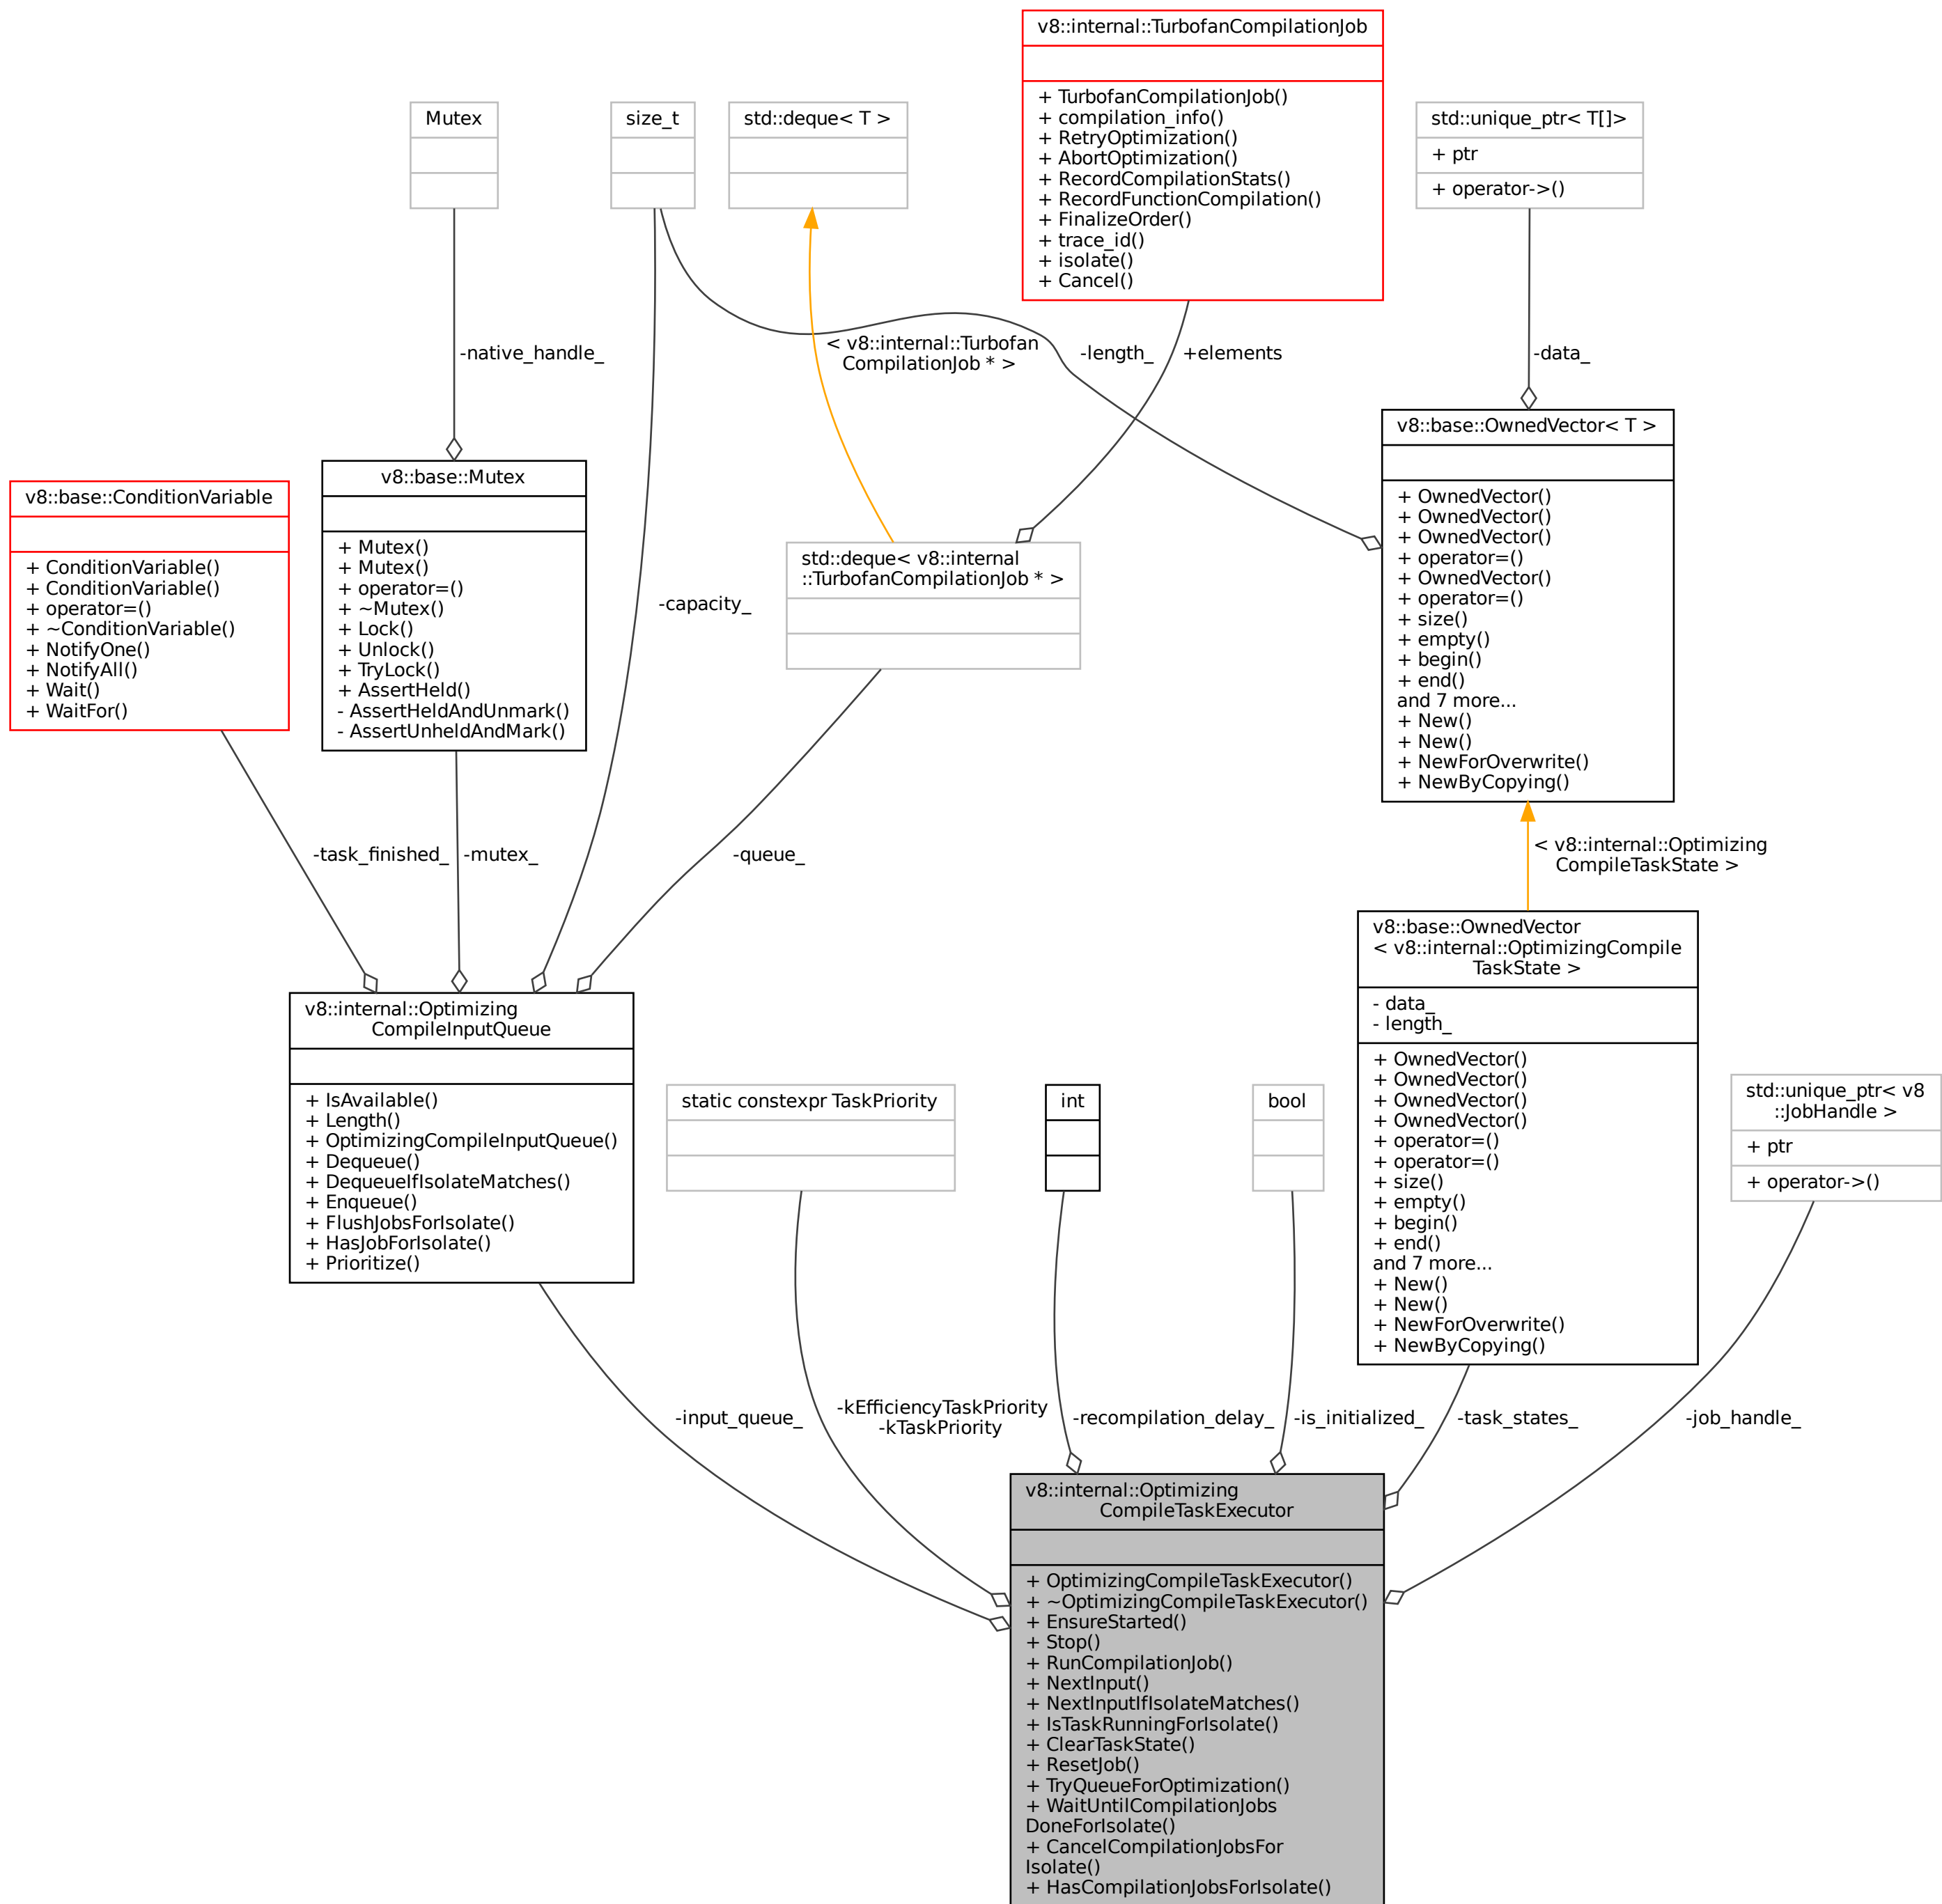 v8::internal::TurbofanCompilationJob
+ TurbofanCompilationJob()
+ compilation_info()
+ RetryOptimization()
+ AbortOptimization()
+ RecordCompilationStats()
+ RecordFunctionCompilation()
+ FinalizeOrder()
+ trace_id()
+ isolate()
+ Cancel()
Mutex
size_t
std::deque< T >
std::unique_ptr< T[]>
+ ptr
+ operator->()
-native_handle_
< v8::internal::Turbofan
CompilationJob * >
-length_
+elements
-data_
v8::base::OwnedVector< T >
+ OwnedVector()
+ OwnedVector()
+ OwnedVector()
+ operator=()
+ OwnedVector()
+ operator=()
+ size()
+ empty()
+ begin()
+ end()
and 7 more...
+ New()
+ New()
+ NewForOverwrite()
+ NewByCopying()
v8::base::ConditionVariable
+ ConditionVariable()
+ ConditionVariable()
+ operator=()
+ ~ConditionVariable()
+ NotifyOne()
+ NotifyAll()
+ Wait()
+ WaitFor()
v8::base::Mutex
+ Mutex()
+ Mutex()
+ operator=()
+ ~Mutex()
+ Lock()
+ Unlock()
+ TryLock()
+ AssertHeld()
- AssertHeldAndUnmark()
- AssertUnheldAndMark()
-capacity_
std::deque< v8::internal
::TurbofanCompilationJob * >
-task_finished_
-mutex_
-queue_
< v8::internal::Optimizing
CompileTaskState >
v8::internal::Optimizing
CompileInputQueue
+ IsAvailable()
+ Length()
+ OptimizingCompileInputQueue()
+ Dequeue()
+ DequeueIfIsolateMatches()
+ Enqueue()
+ FlushJobsForIsolate()
+ HasJobForIsolate()
+ Prioritize()
static constexpr TaskPriority
int
bool
v8::base::OwnedVector
< v8::internal::OptimizingCompile
TaskState >
- data_
- length_
+ OwnedVector()
+ OwnedVector()
+ OwnedVector()
+ OwnedVector()
+ operator=()
+ operator=()
+ size()
+ empty()
+ begin()
+ end()
and 7 more...
+ New()
+ New()
+ NewForOverwrite()
+ NewByCopying()
std::unique_ptr< v8
::JobHandle >
+ ptr
+ operator->()
-input_queue_
-kEfficiencyTaskPriority
-kTaskPriority
-recompilation_delay_
-is_initialized_
-task_states_
-job_handle_
v8::internal::Optimizing
CompileTaskExecutor
+ OptimizingCompileTaskExecutor()
+ ~OptimizingCompileTaskExecutor()
+ EnsureStarted()
+ Stop()
+ RunCompilationJob()
+ NextInput()
+ NextInputIfIsolateMatches()
+ IsTaskRunningForIsolate()
+ ClearTaskState()
+ ResetJob()
+ TryQueueForOptimization()
+ WaitUntilCompilationJobs
DoneForIsolate()
+ CancelCompilationJobsFor
Isolate()
+ HasCompilationJobsForIsolate()